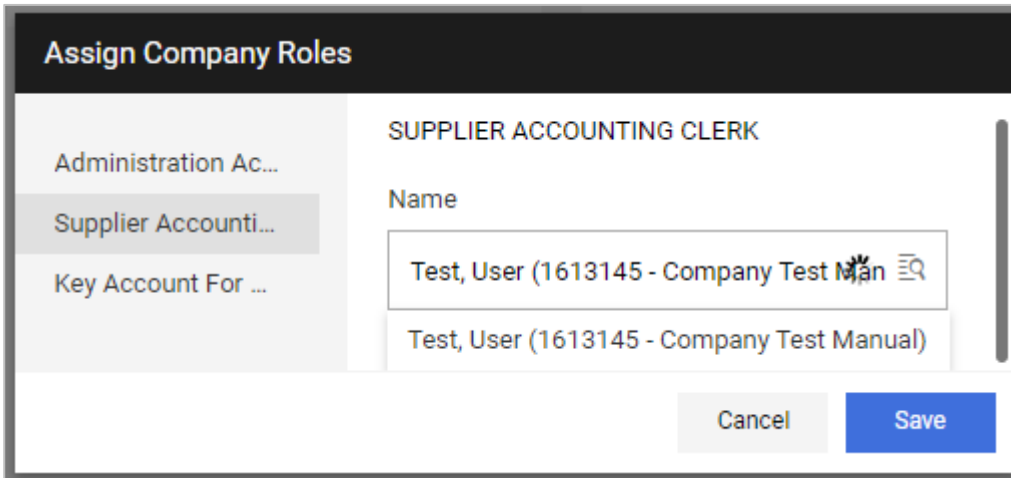 Assign Company Roles
Administration Ac...
Supplier Accounti...
Key Account For ...
SUPPLIER ACCOUNTING CLERK
Name
Test, User (1613145 - Company Test Man
Test, User (1613145 - Company Test Manual)
Cancel
Save